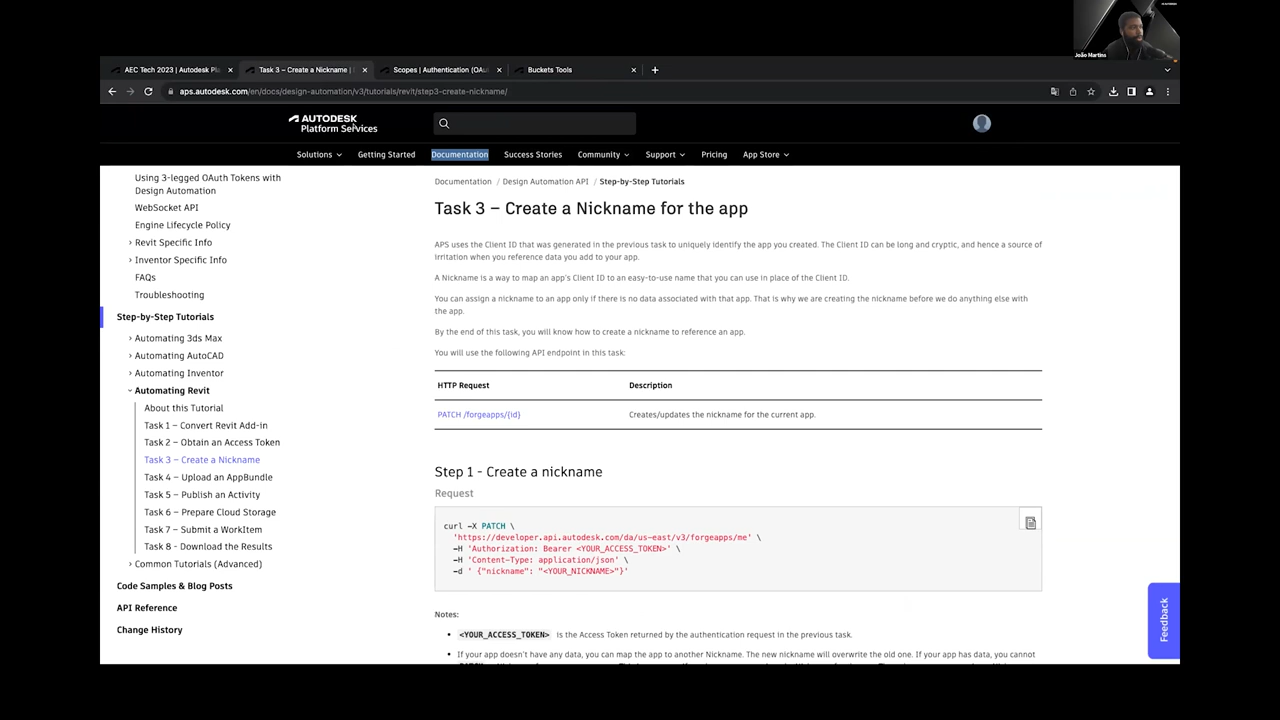 João Martins
AEC Tech 2023 | Autodesk Pl
Task 3 – Create a Nickname |
Scopes | Authentication (OAu
Buckets Tools
aps.autodesk.com/en/docs/design-automation/v3/tutorials/revit/step3-create-nickname/
AUTODESK
Platform Services
Solutions
Getting Started
Documentation
Success Stories
Community
Support
Pricing
App Store
Using 3-legged OAuth Tokens with
Design Automation
WebSocket API
Engine Lifecycle Policy
Revit Specific Info
Inventor Specific Info
FAQs
Troubleshooting
Step-by-Step Tutorials
Automating 3ds Max
Automating AutoCAD
Automating Inventor
Automating Revit
About this Tutorial
Task 1 – Convert Revit Add-in
Task 2 – Obtain an Access Token
Task 3 – Create a Nickname
Task 4 – Upload an AppBundle
Task 5 – Publish an Activity
Task 6 – Prepare Cloud Storage
Task 7 – Submit a WorkItem
Task 8 - Download the Results
Common Tutorials (Advanced)
Code Samples & Blog Posts
API Reference
Change History
Documentation / Design Automation API / Step-by-Step Tutorials
Task 3 – Create a Nickname for the app
APS uses the Client ID that was generated in the previous task to uniquely identify the app you created. The Client ID can be long and cryptic, and hence a source of
irritation when you reference data you add to your app.
A Nickname is a way to map an app's Client ID to an easy-to-use name that you can use in place of the Client ID.
You can assign a nickname to an app only if there is no data associated with that app. That is why we are creating the nickname before we do anything else with
the app.
By the end of this task, you will know how to create a nickname to reference an app.
You will use the following API endpoint in this task:
HTTP Request Description
PATCH /forgeapps/{id} Creates/updates the nickname for the current app.
Step 1 - Create a nickname
Request
curl -X PATCH \
'https://developer.api.autodesk.com/da/us-east/v3/forgeapps/me' \
-H 'Authorization: Bearer <YOUR_ACCESS_TOKEN>' \
-H 'Content-Type: application/json' \
-d ' {"nickname": "<YOUR_NICKNAME>"}'
Notes:
<YOUR_ACCESS_TOKEN> is the Access Token returned by the authentication request in the previous task.
If your app doesn't have any data, you can map the app to another Nickname. The new nickname will overwrite the old one. If your app has data, you cannot
Feedback